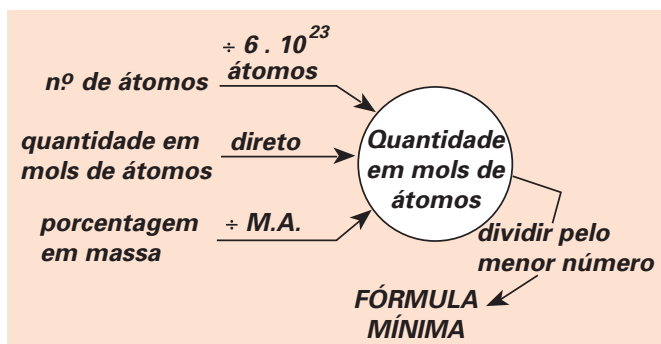 ÷ 6 . 10²³
átomos
nº de átomos
quantidade em
mols de átomos
direto
porcentagem
em massa
÷ M.A.
Quantidade
em mols de
átomos
dividir pelo
menor número
FÓRMULA
MÍNIMA